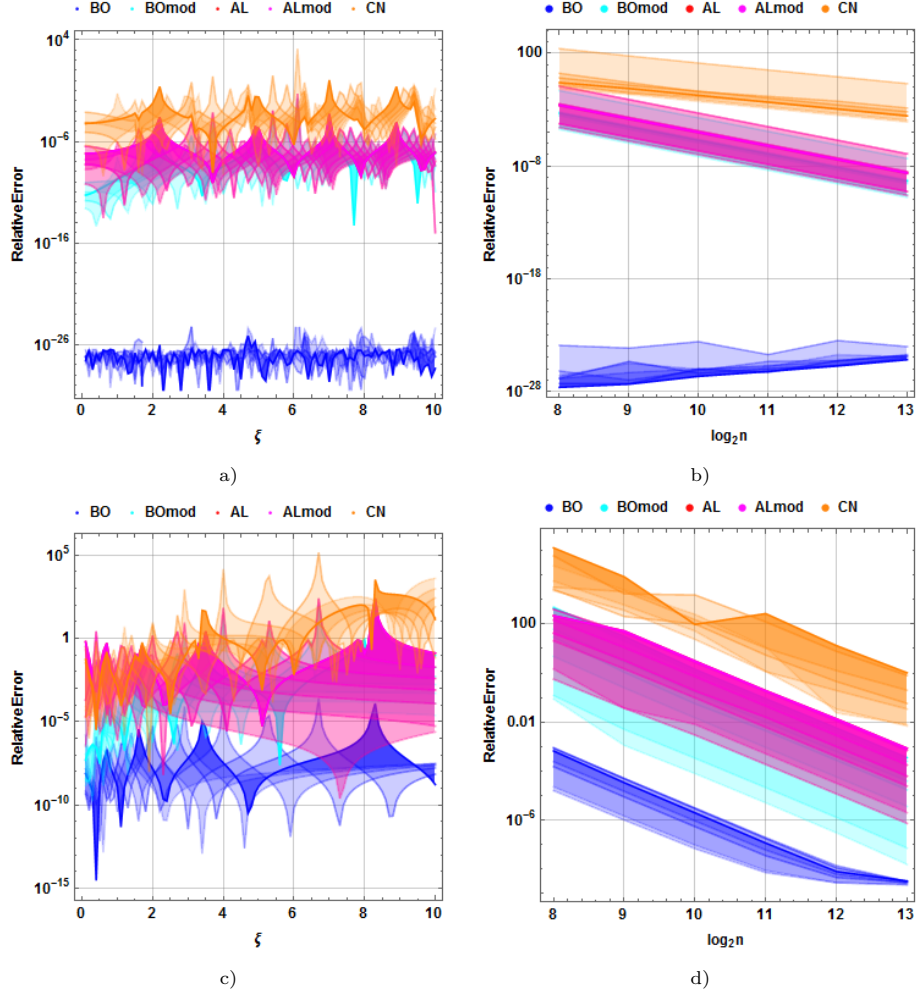 BO BOmod AL ALmod CN
RelativeError
10^4
10^-6
10^-16
10^-26
0 2 4 6 8 10
ξ
a)
BO BOmod AL ALmod CN
RelativeError
100
10^-8
10^-18
10^-28
8 9 10 11 12 13
log₂n
b)
BO BOmod AL ALmod CN
RelativeError
10^5
1
10^-5
10^-10
10^-15
0 2 4 6 8 10
ξ
c)
BO BOmod AL ALmod CN
RelativeError
100
0.01
10^-6
8 9 10 11 12 13
log₂n
d)